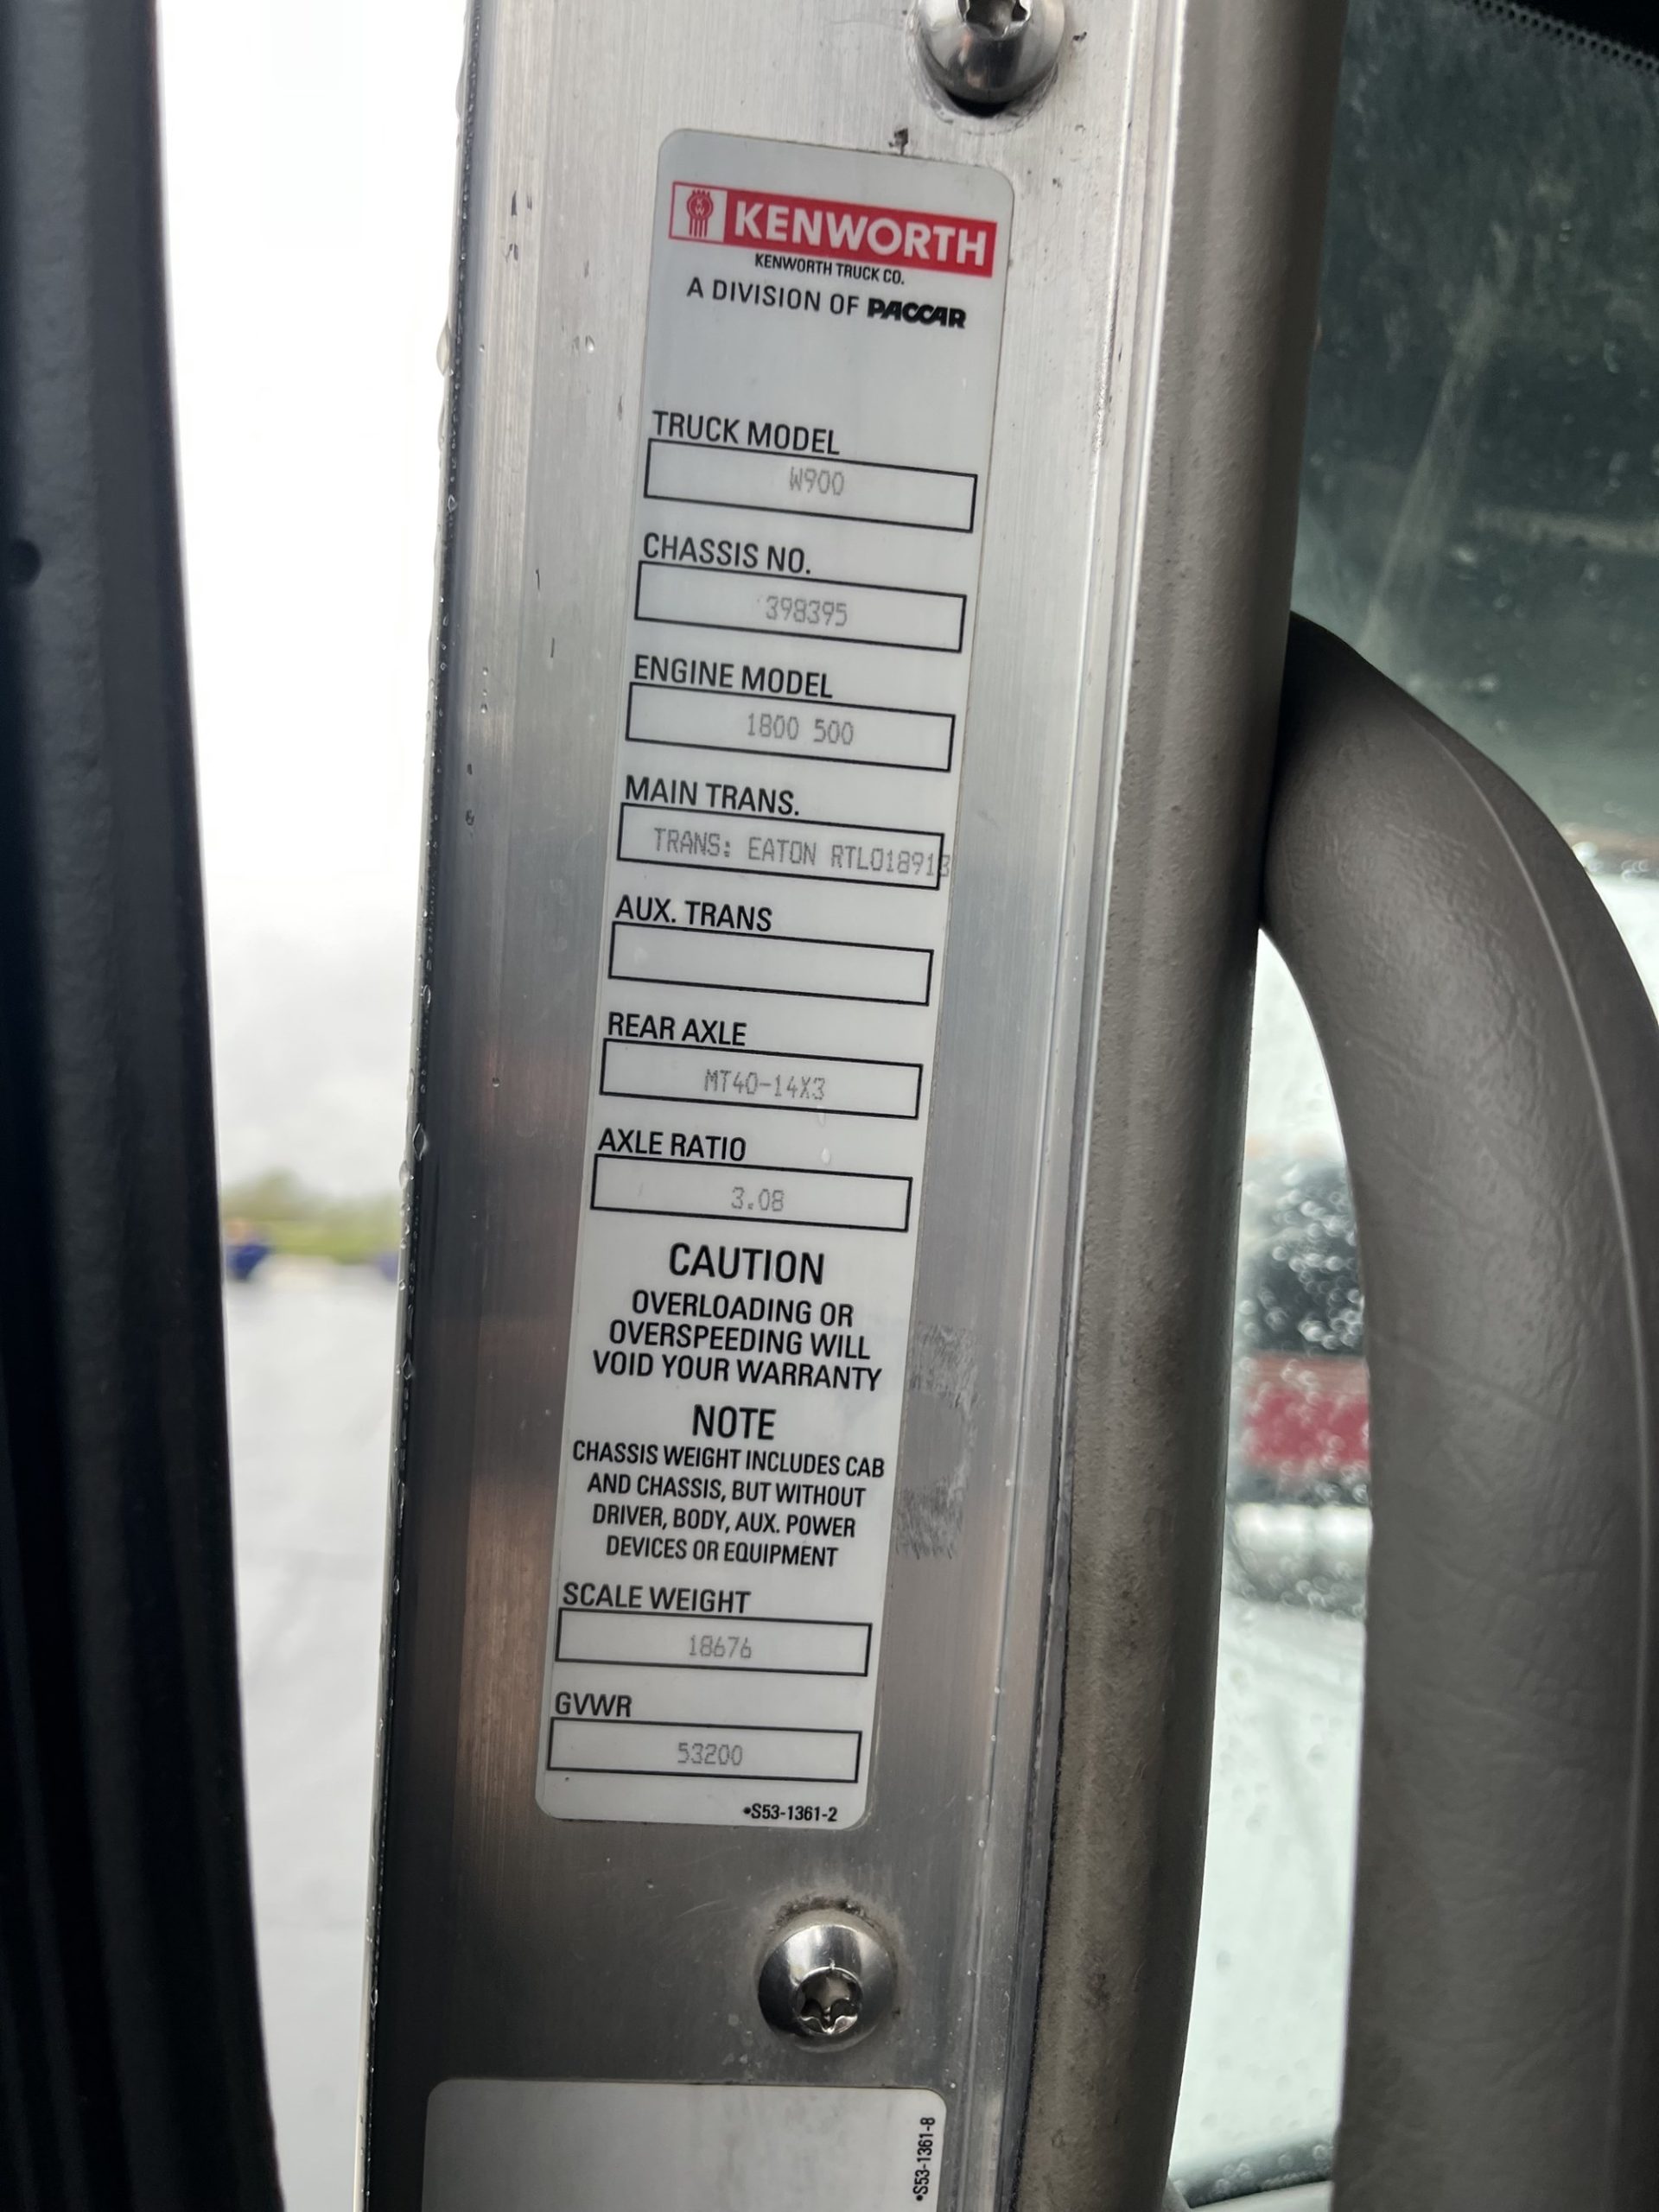 KENWORTH
KENWORTH TRUCK CO.
A DIVISION OF PACCAR
TRUCK MODEL
W900
CHASSIS NO.
398395
ENGINE MODEL
1800 500
MAIN TRANS.
TRANS: EATON RTLO18913
AUX. TRANS
REAR AXLE
MT40-14X3
AXLE RATIO
3.08
CAUTION
OVERLOADING OR
OVERSPEEDING WILL
VOID YOUR WARRANTY
NOTE
CHASSIS WEIGHT INCLUDES CAB
AND CHASSIS, BUT WITHOUT
DRIVER, BODY, AUX. POWER
DEVICES OR EQUIPMENT
SCALE WEIGHT
18676
GVWR
53200
•S53-1361-2
•S53-1361-8